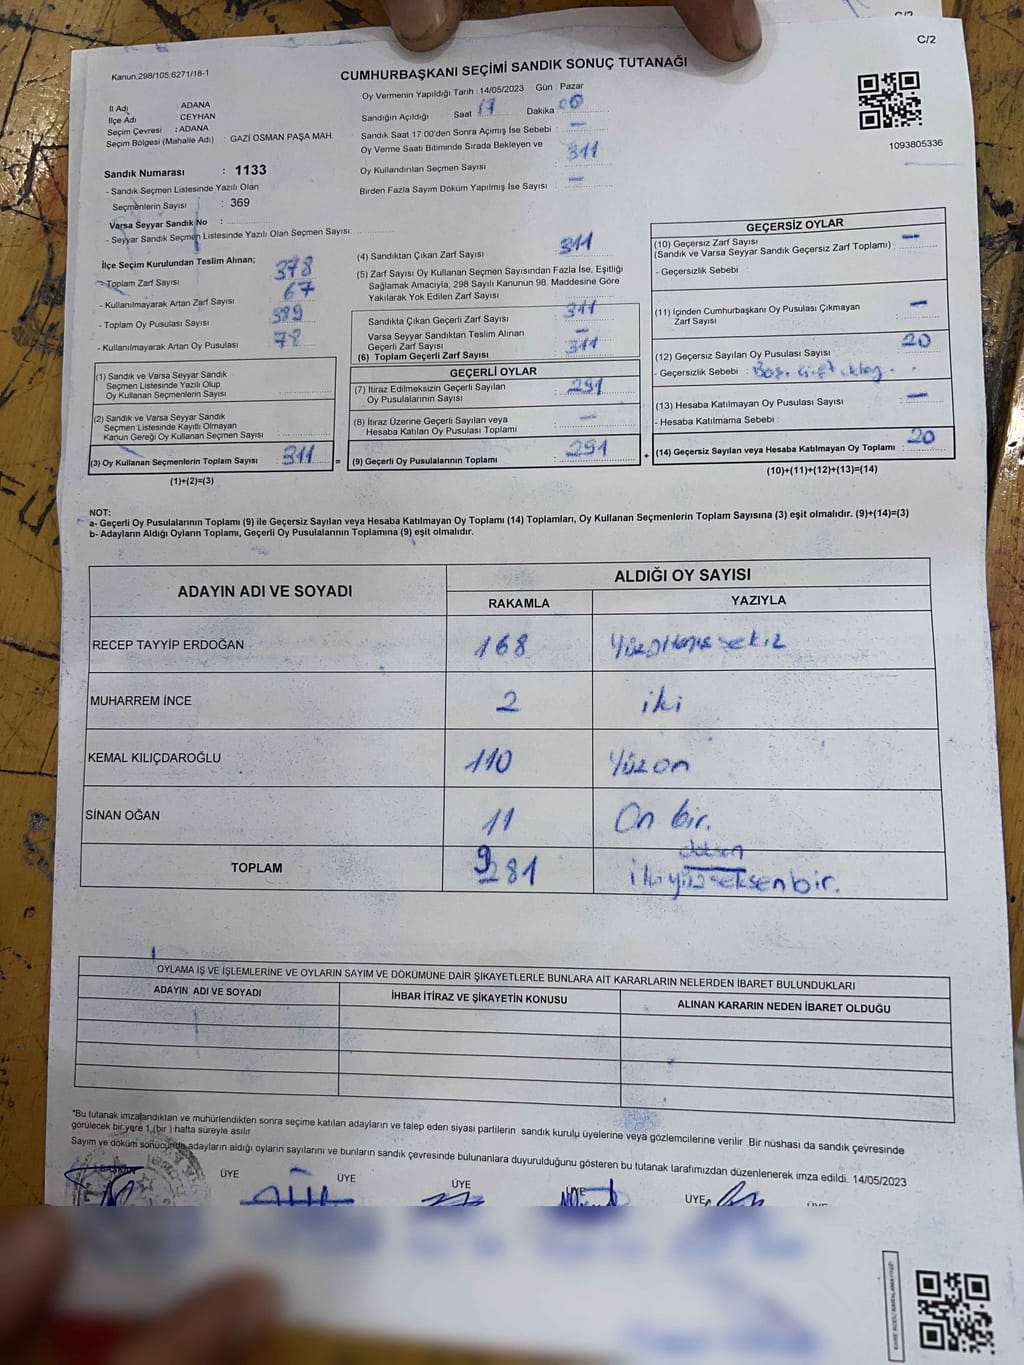 C/2
Kanun.298/105,6271/18-1
CUMHURBAŞKANI SEÇİMİ SANDIK SONUÇ TUTANAĞI
İl Adı : ADANA
İlçe Adı : CEYHAN
Seçim Çevresi : ADANA
Seçim Bölgesi (Mahalle Adı) : GAZİ OSMAN PAŞA MAH.
Sandık Numarası : 1133
- Sandık Seçmen Listesinde Yazılı Olan
Seçmenlerin Sayısı : 369
Varsa Seyyar Sandık No :
- Seyyar Sandık Seçmen Listesinde Yazılı Olan Seçmen Sayısı:
Oy Vermenin Yapıldığı Tarih : 14/05/2023 Gün : Pazar
Sandığın Açıldığı Saat 17 Dakika 00
Sandık Saat 17:00'den Sonra Açımış İse Sebebi : —
Oy Verme Saati Bitiminde Sırada Bekleyen ve
Oy Kullandırılan Seçmen Sayısı : 311
Birden Fazla Sayım Döküm Yapılmış İse Sayısı : —
1093805336
İlçe Seçim Kurulundan Teslim Alınan;
- Toplam Zarf Sayısı : 378
- Kullanılmayarak Artan Zarf Sayısı : 67
- Toplam Oy Pusulası Sayısı : 389
- Kullanılmayarak Artan Oy Pusulası : 78
(1) Sandık ve Varsa Seyyar Sandık
Seçmen Listesinde Yazılı Olup
Oy Kullanan Seçmenlerin Sayısı :
(2) Sandık ve Varsa Seyyar Sandık
Seçmen Listesinde Kayıtlı Olmayan
Kanun Gereği Oy Kullanan Seçmen Sayısı :
(3) Oy Kullanan Seçmenlerin Toplam Sayısı : 311 =
(1)+(2)=(3)
(4) Sandıktan Çıkan Zarf Sayısı : 311
(5) Zarf Sayısı Oy Kullanan Seçmen Sayısından Fazla İse, Eşitliği
Sağlamak Amacıyla, 298 Sayılı Kanunun 98. Maddesine Göre
Yakılarak Yok Edilen Zarf Sayısı :
Sandıkta Çıkan Geçerli Zarf Sayısı : 311
Varsa Seyyar Sandıktan Teslim Alınan
Geçerli Zarf Sayısı : —
(6) Toplam Geçerli Zarf Sayısı : 311
GEÇERLİ OYLAR
(7) İtiraz Edilmeksizin Geçerli Sayılan
Oy Pusulalarının Sayısı : 291
(8) İtiraz Üzerine Geçerli Sayılan veya
Hesaba Katılan Oy Pusulası Toplamı : —
(9) Geçerli Oy Pusulalarının Toplamı : 291 +
GEÇERSİZ OYLAR
(10) Geçersiz Zarf Sayısı
(Sandık ve Varsa Seyyar Sandık Geçersiz Zarf Toplamı) : —
- Geçersizlik Sebebi :
(11) İçinden Cumhurbaşkanı Oy Pusulası Çıkmayan
Zarf Sayısı : —
(12) Geçersiz Sayılan Oy Pusulası Sayısı : 20
- Geçersizlik Sebebi : Boş. çift
(13) Hesaba Katılmayan Oy Pusulası Sayısı : —
- Hesaba Katılmama Sebebi :
(14) Geçersiz Sayılan veya Hesaba Katılmayan Oy Toplamı : 20
(10)+(11)+(12)+(13)=(14)
NOT:
a- Geçerli Oy Pusulalarının Toplamı (9) ile Geçersiz Sayılan veya Hesaba Katılmayan Oy Toplamı (14) Toplamları, Oy Kullanan Seçmenlerin Toplam Sayısına (3) eşit olmalıdır. (9)+(14)=(3)
b- Adayların Aldığı Oyların Toplamı, Geçerli Oy Pusulalarının Toplamına (9) eşit olmalıdır.
ADAYIN ADI VE SOYADI ALDIĞI OY SAYISI
RAKAMLA YAZIYLA
RECEP TAYYİP ERDOĞAN 168 Yüzaltmışsekiz
MUHARREM İNCE 2 iki
KEMAL KILIÇDAROĞLU 110 Yüzon
SİNAN OĞAN 11 On bir.
doksan
TOPLAM 9 281 ikiyüzseksenbir.
OYLAMA İŞ VE İŞLEMLERİNE VE OYLARIN SAYIM VE DÖKÜMÜNE DAİR ŞİKAYETLERLE BUNLARA AİT KARARLARIN NELERDEN İBARET BULUNDUKLARI
ADAYIN ADI VE SOYADI İHBAR İTİRAZ VE ŞİKAYETİN KONUSU ALINAN KARARIN NEDEN İBARET OLDUĞU
*Bu tutanak imzalandıktan ve mühürlendikten sonra seçime katılan adayların ve talep eden siyasi partilerin sandık kurulu üyelerine veya gözlemcilerine verilir. Bir nüshası da sandık çevresinde
görülecek bir yere 1 (bir) hafta süreyle asılır.
Sayım ve döküm sonucunda adayların aldığı oyların sayılarını ve bunların sandık çevresinde bulunanlara duyurulduğunu gösteren bu tutanak tarafımızdan düzenlenerek imza edildi. 14/05/2023
BAŞKAN ÜYE ÜYE ÜYE ÜYE ÜYE ÜYE